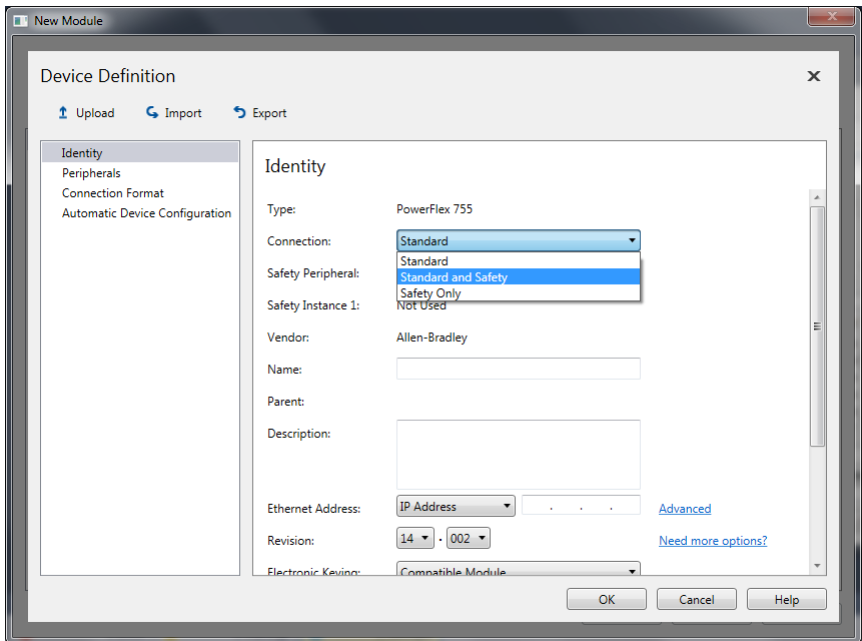 New Module
Device Definition
Upload Import Export
Identity
Peripherals
Connection Format
Automatic Device Configuration
Identity
Type: PowerFlex 755
Connection: Standard
Standard
Standard and Safety
Safety Only
Safety Peripheral:
Safety Instance 1: Not Used
Vendor: Allen-Bradley
Name:
Parent:
Description:
Ethernet Address: IP Address . . . Advanced
Revision: 14 . 002 Need more options?
Electronic Keying: Compatible Module
OK Cancel Help